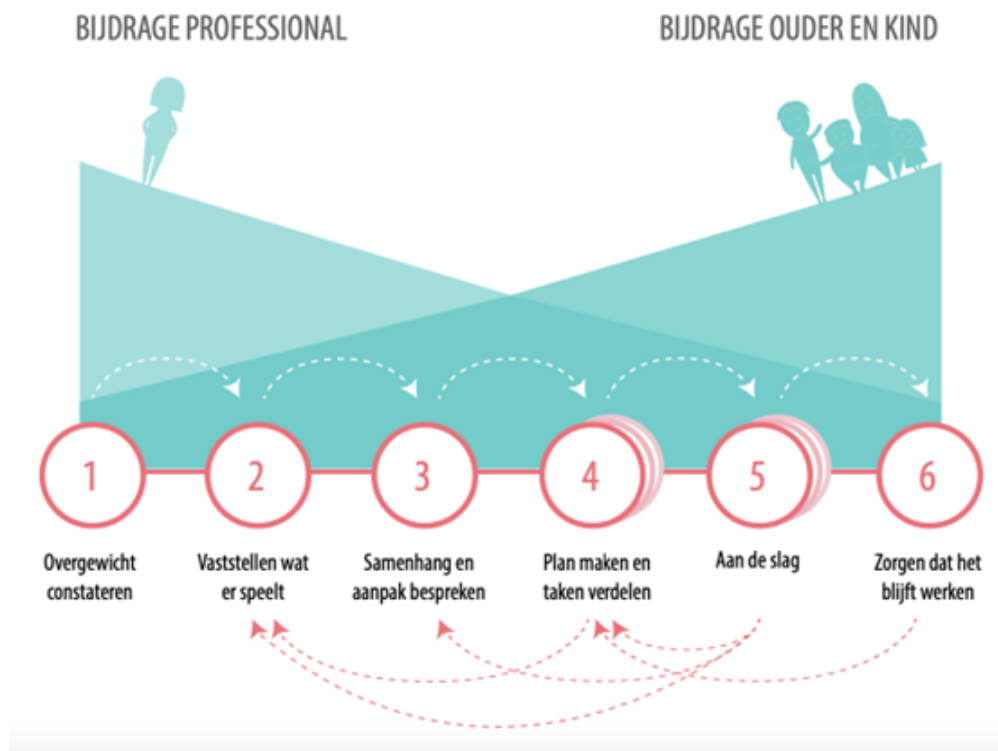 BIJDRAGE PROFESSIONAL
BIJDRAGE OUDER EN KIND
1
2
3
4
5
6
Overgewicht
constateren
Vaststellen wat
er speelt
Samenhang en
aanpak bespreken
Plan maken en
taken verdelen
Aan de slag
Zorgen dat het
blijft werken